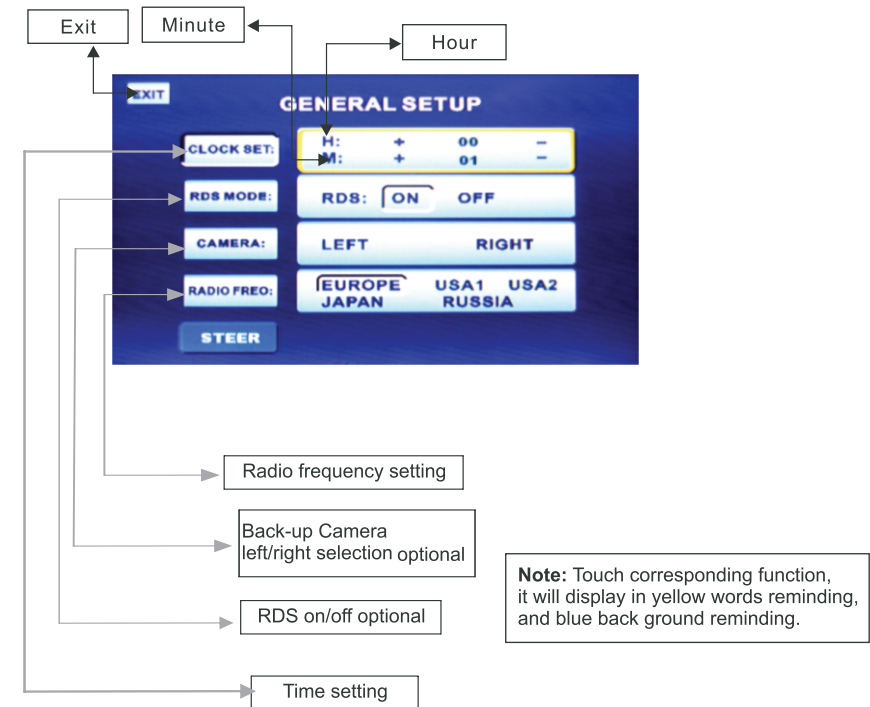 Exit
Minute
Hour
EXIT
GENERAL SETUP
CLOCK SET:
H: + 00 −
M: + 01 −
RDS MODE:
RDS: ON OFF
CAMERA:
LEFT RIGHT
RADIO FREO:
EUROPE USA1 USA2
JAPAN RUSSIA
STEER
Radio frequency setting
Back-up Camera
left/right selection optional
RDS on/off optional
Time setting
Note: Touch corresponding function,
it will display in yellow words reminding,
and blue back ground reminding.